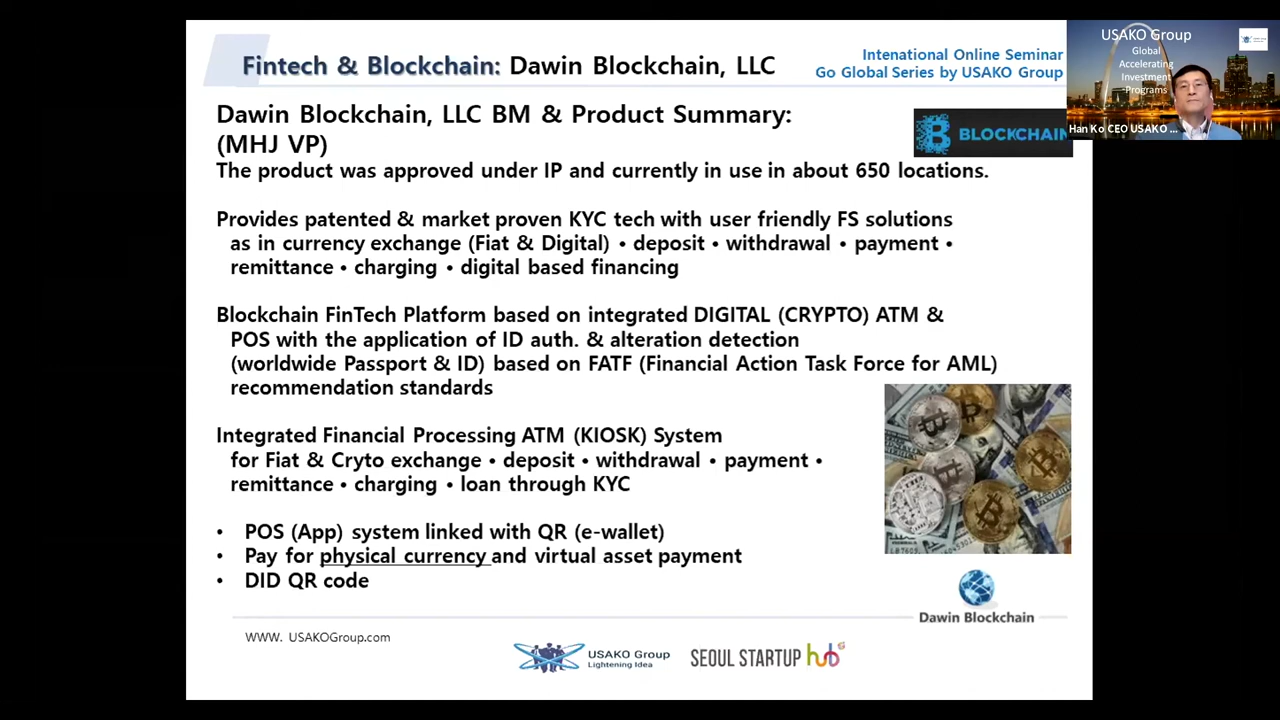 Fintech & Blockchain: Dawin Blockchain, LLC
Intenational Online Seminar
Go Global Series by USAKO Group
USAKO Group
Global
Accelerating
Investment
Programs
Han Ko CEO USAKO ...
Dawin Blockchain, LLC BM & Product Summary:
(MHJ VP)
BLOCKCHAIN
The product was approved under IP and currently in use in about 650 locations.
Provides patented & market proven KYC tech with user friendly FS solutions
as in currency exchange (Fiat & Digital) • deposit • withdrawal • payment •
remittance • charging • digital based financing
Blockchain FinTech Platform based on integrated DIGITAL (CRYPTO) ATM &
POS with the application of ID auth. & alteration detection
(worldwide Passport & ID) based on FATF (Financial Action Task Force for AML)
recommendation standards
Integrated Financial Processing ATM (KIOSK) System
for Fiat & Cryto exchange • deposit • withdrawal • payment •
remittance • charging • loan through KYC
• POS (App) system linked with QR (e-wallet)
• Pay for physical currency and virtual asset payment
• DID QR code
Dawin Blockchain
WWW. USAKOGroup.com
USAKO Group
Lightening Idea
SEOUL STARTUP hub